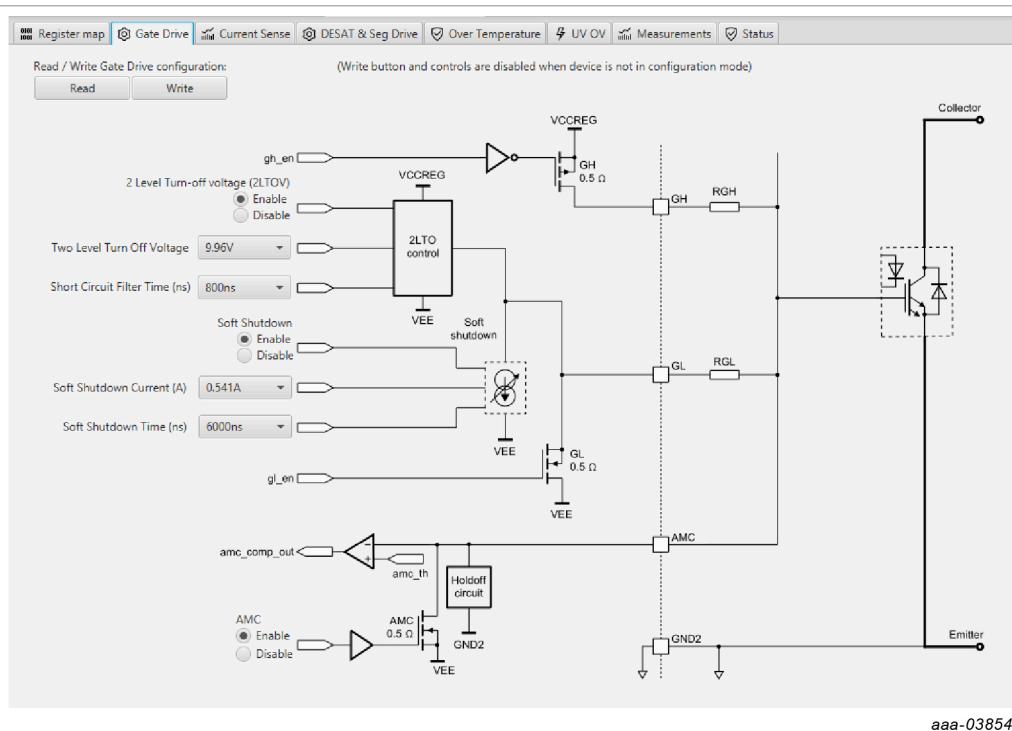 Register map Gate Drive Current Sense DESAT & Seg Drive Over Temperature UV OV Measurements Status
Read / Write Gate Drive configuration: (Write button and controls are disabled when device is not in configuration mode)
Read Write
Collector
VCCREG
gh_en
GH
0.5 Ω
VCCREG
2 Level Turn-off voltage (2LTOV)
Enable
Disable
GH
RGH
2LTO
control
Two Level Turn Off Voltage 9.96V
Short Circuit Filter Time (ns) 800ns
VEE
Soft
shutdown
Soft Shutdown
Enable
Disable
GL
RGL
Soft Shutdown Current (A) 0.541A
Soft Shutdown Time (ns) 6000ns
VEE
GL
0.5 Ω
gl_en
VEE
AMC
amc_comp_out
-
+
amc_th
Holdoff
circuit
AMC
Enable
Disable
AMC
0.5 Ω
GND2
VEE
GND2
Emitter
aaa-03854